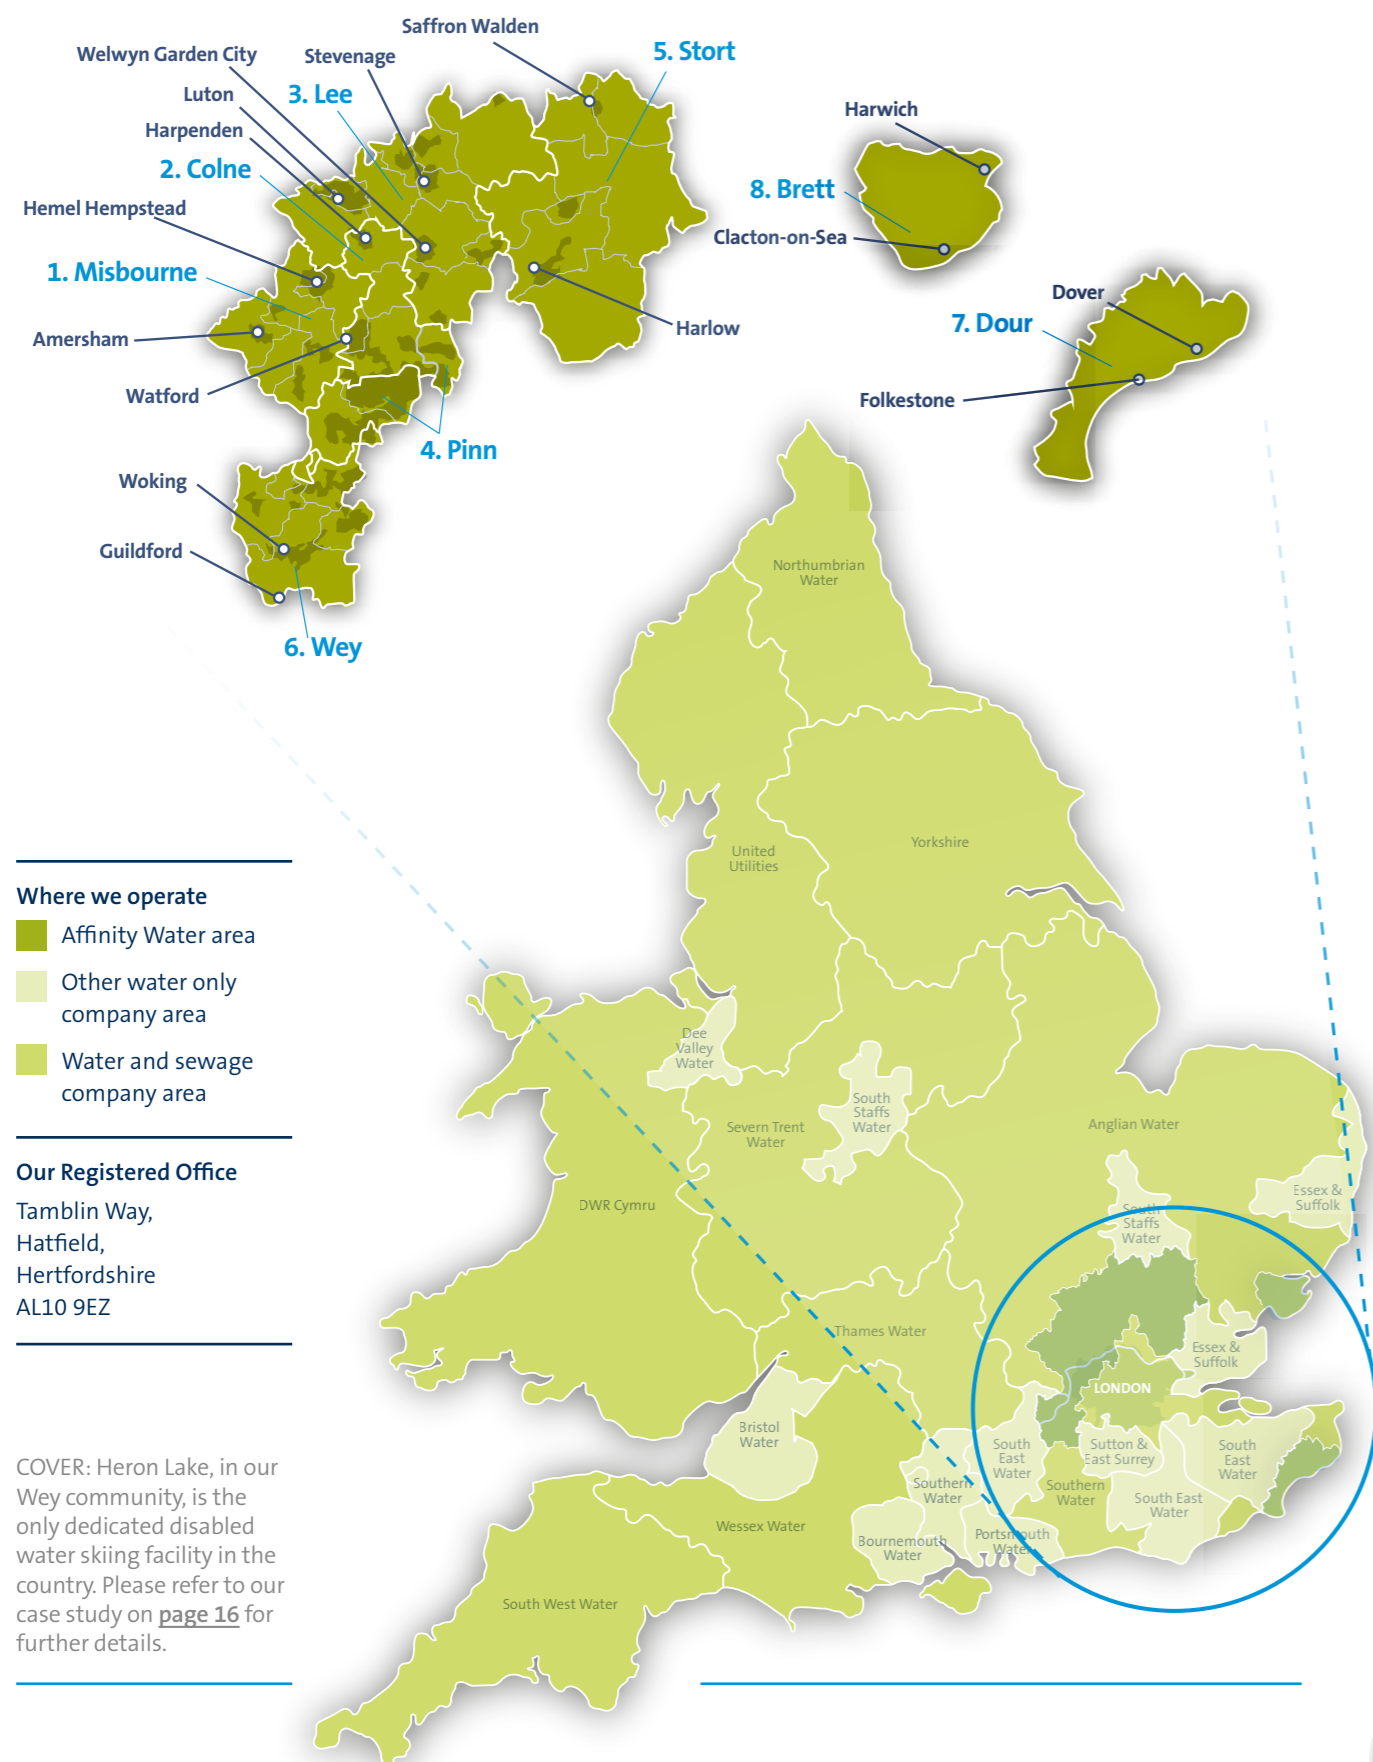 Saffron Walden
Welwyn Garden City
Stevenage
5. Stort
Luton
3. Lee
Harpenden
2. Colne
Hemel Hempstead
1. Misbourne
Amersham
Watford
Harlow
4. Pinn
Woking
Guildford
6. Wey
Harwich
8. Brett
Clacton-on-Sea
Dover
7. Dour
Folkestone
Northumbrian
Water
United
Utilities
Yorkshire
Dee
Valley
Water
South
Staffs
Water
Severn Trent
Water
Anglian Water
DWR Cymru
Essex &
Suffolk
South
Staffs
Water
Thames Water
Essex &
Suffolk
LONDON
Bristol
Water
South
East
Water
Sutton &
East Surrey
South
East
Water
Southern
Water
Southern
Water
South East
Water
Wessex Water
Bournemouth
Water
Portsmouth
Water
South West Water
Where we operate
Affinity Water area
Other water only
company area
Water and sewage
company area
Our Registered Office
Tamblin Way,
Hatfield,
Hertfordshire
AL10 9EZ
COVER: Heron Lake, in our
Wey community, is the
only dedicated disabled
water skiing facility in the
country. Please refer to our
case study on page 16 for
further details.